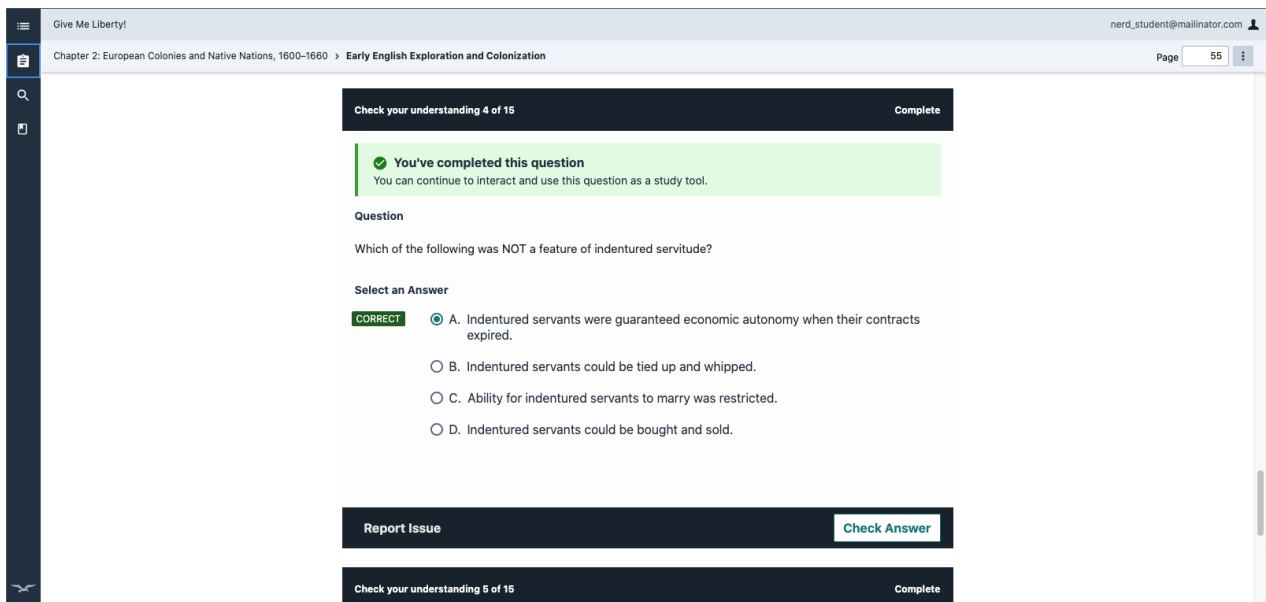 Give Me Liberty!
nerd_student@mailinator.com
Chapter 2: European Colonies and Native Nations, 1600–1660 > Early English Exploration and Colonization
Page 55
Check your understanding 4 of 15
Complete
You've completed this question
You can continue to interact and use this question as a study tool.
Question
Which of the following was NOT a feature of indentured servitude?
Select an Answer
CORRECT
A. Indentured servants were guaranteed economic autonomy when their contracts
expired.
B. Indentured servants could be tied up and whipped.
C. Ability for indentured servants to marry was restricted.
D. Indentured servants could be bought and sold.
Report Issue
Check Answer
Check your understanding 5 of 15
Complete